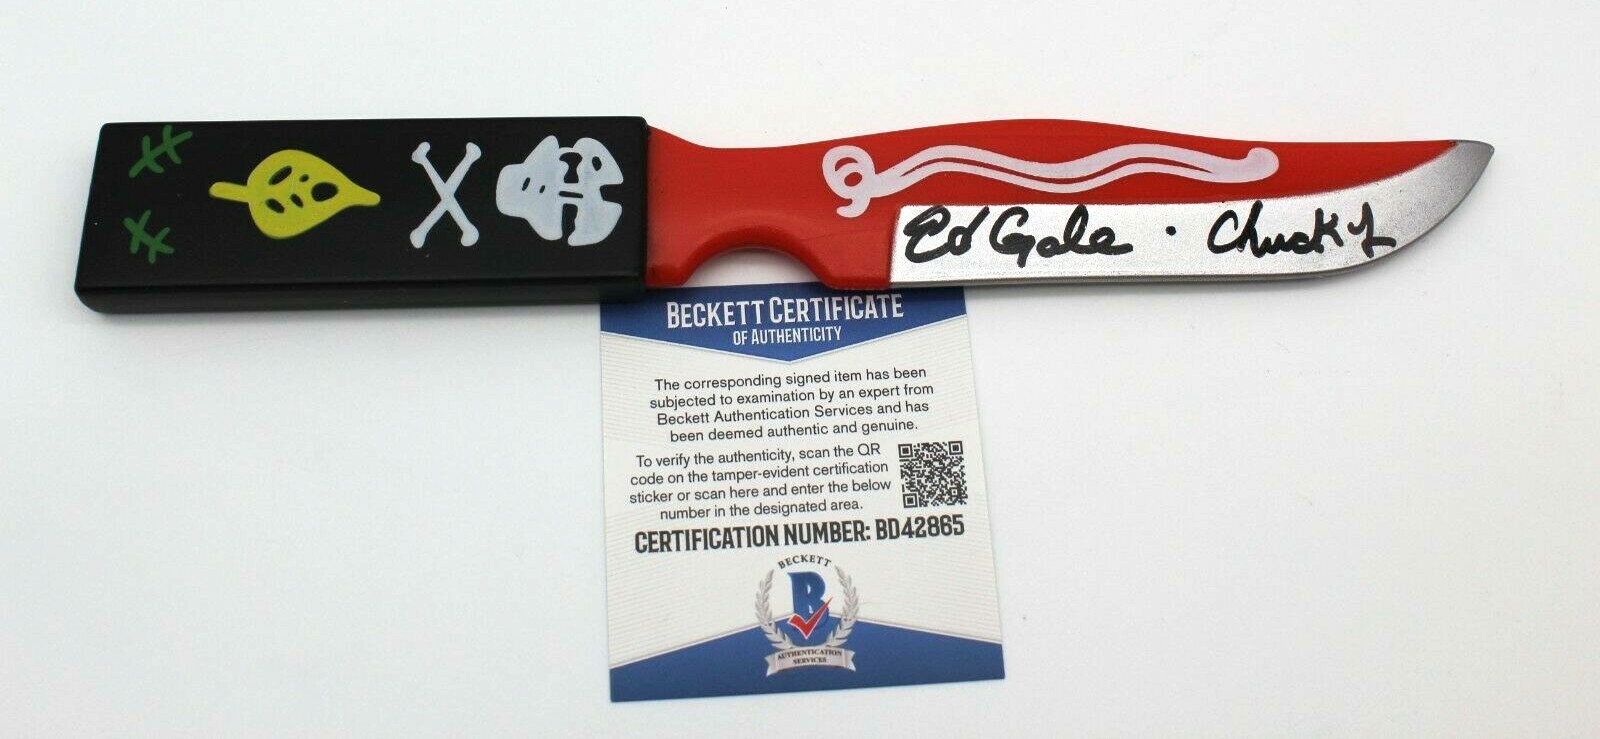 Ed Gale · Chucky
BECKETT CERTIFICATE
OF AUTHENTICITY
The corresponding signed item has been
subjected to examination by an expert from
Beckett Authentication Services and has
been deemed authentic and genuine.
To verify the authenticity, scan the QR
code on the tamper-evident certification
sticker or scan here and enter the below
number in the designated area.
CERTIFICATION NUMBER: BD42865
BECKETT
B
AUTHENTICATION
SERVICES